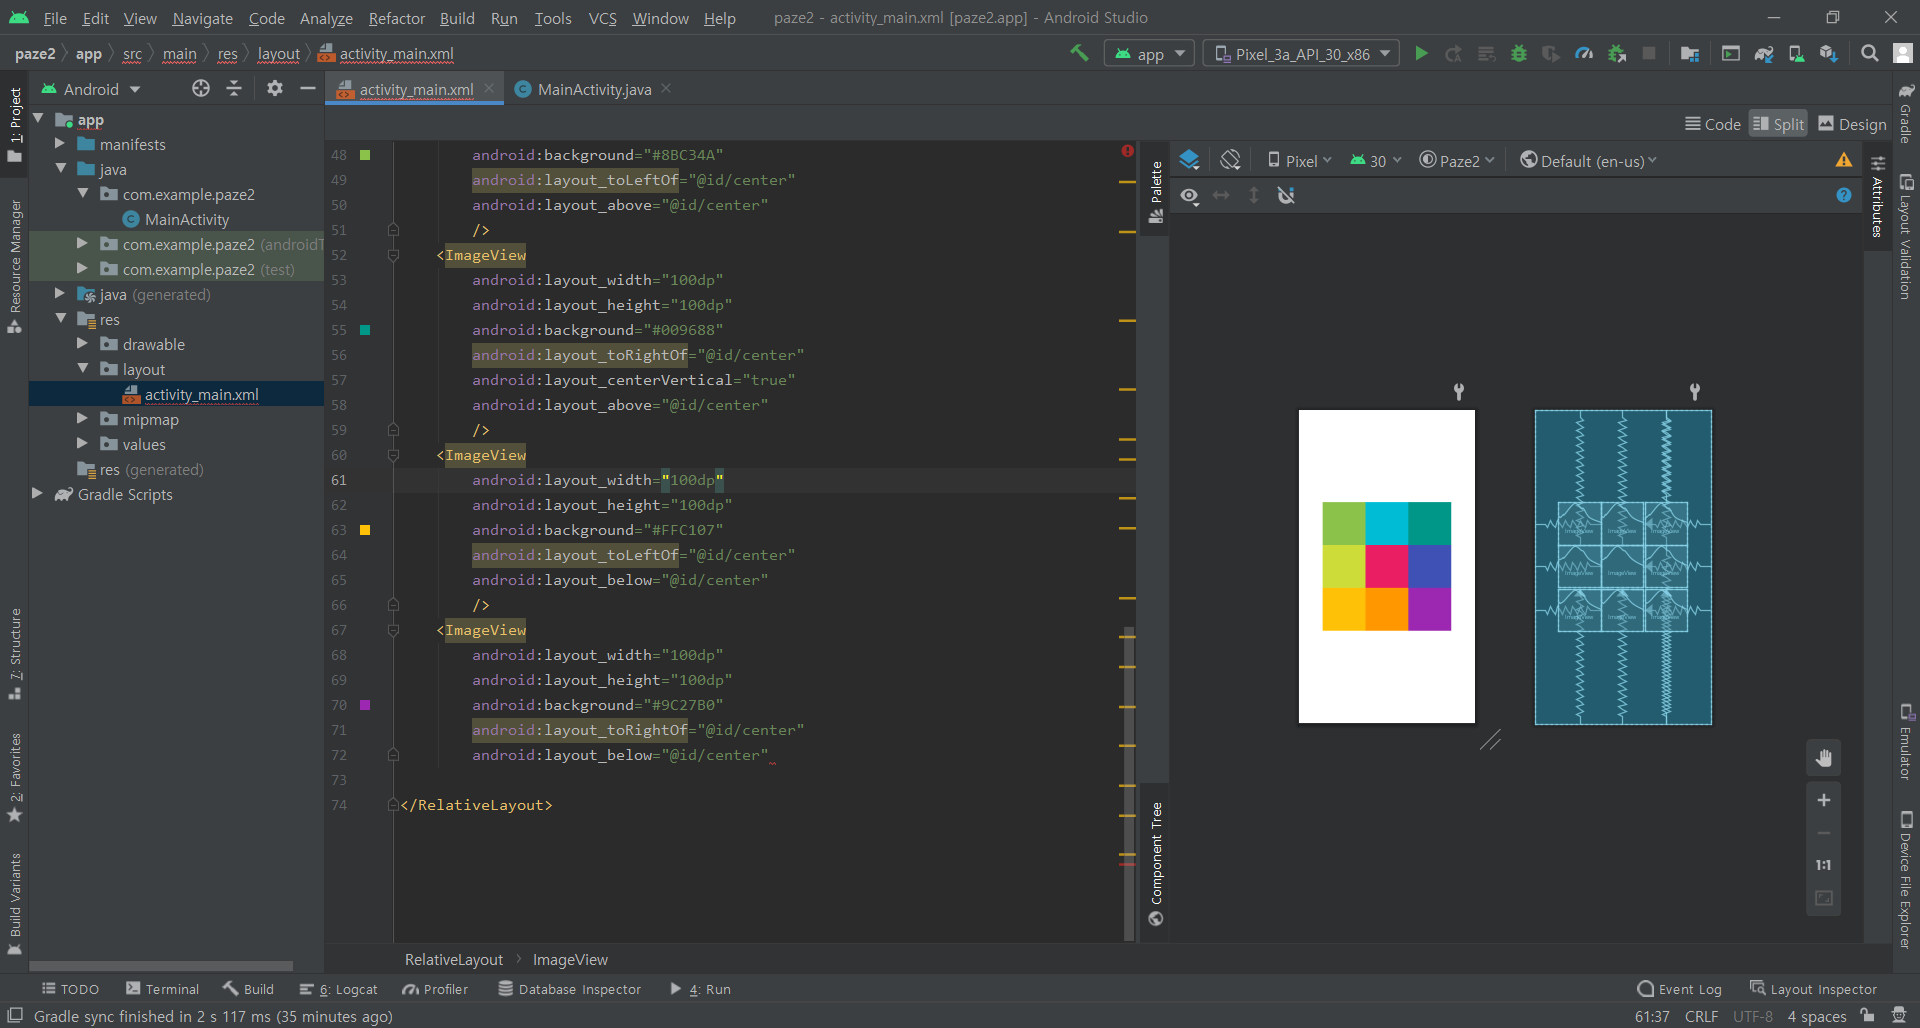 File Edit View Navigate Code Analyze Refactor Build Run Tools VCS Window Help paze2 - activity_main.xml [paze2.app] - Android Studio
paze2 app src main res layout activity_main.xml app Pixel_3a_API_30_x86
Android activity_main.xml MainActivity.java
Code Split Design
1: Project
Resource Manager
7: Structure
2: Favorites
Build Variants
app
manifests
java
com.example.paze2
MainActivity
com.example.paze2 (androidT
com.example.paze2 (test)
java (generated)
res
drawable
layout
activity_main.xml
mipmap
values
res (generated)
Gradle Scripts
48 android:background="#8BC34A"
49 android:layout_toLeftOf="@id/center"
50 android:layout_above="@id/center"
51 />
52 <ImageView
53 android:layout_width="100dp"
54 android:layout_height="100dp"
55 android:background="#009688"
56 android:layout_toRightOf="@id/center"
57 android:layout_centerVertical="true"
58 android:layout_above="@id/center"
59 />
60 <ImageView
61 android:layout_width="100dp"
62 android:layout_height="100dp"
63 android:background="#FFC107"
64 android:layout_toLeftOf="@id/center"
65 android:layout_below="@id/center"
66 />
67 <ImageView
68 android:layout_width="100dp"
69 android:layout_height="100dp"
70 android:background="#9C27B0"
71 android:layout_toRightOf="@id/center"
72 android:layout_below="@id/center"
73
74 </RelativeLayout>
RelativeLayout ImageView
Palette
Component Tree
Pixel 30 Paze2 Default (en-us)
ImageView ImageView ImageView
ImageView ImageView ImageView
1:1
Attributes
Gradle
Layout Validation
Emulator
Device File Explorer
TODO Terminal Build 6: Logcat Profiler Database Inspector 4: Run Event Log Layout Inspector
Gradle sync finished in 2 s 117 ms (35 minutes ago) 61:37 CRLF UTF-8 4 spaces